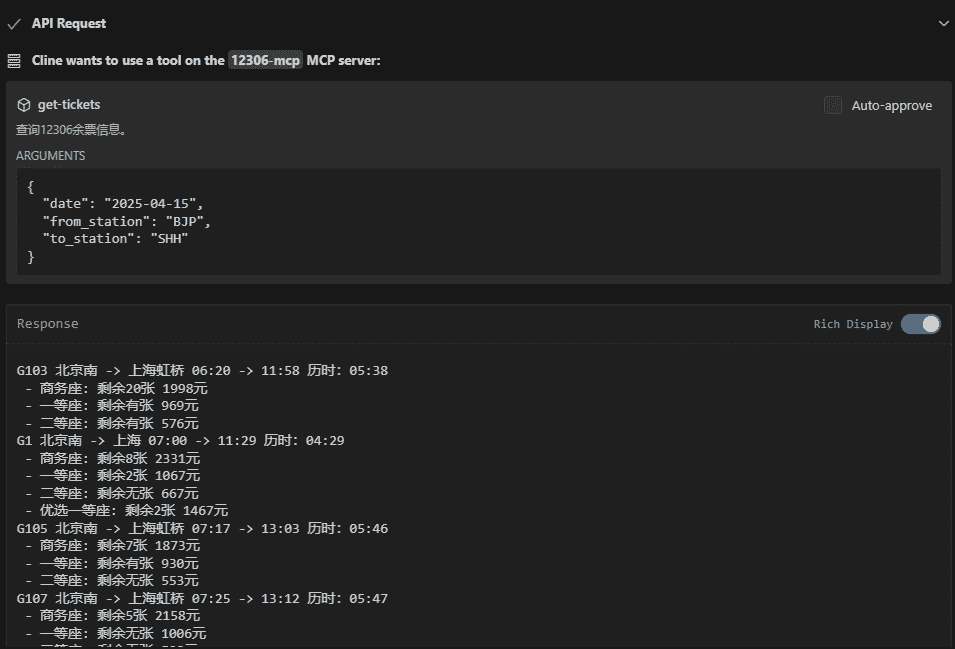 API Request
Cline wants to use a tool on the 12306-mcp MCP server:
get-tickets
Auto-approve
查询12306余票信息。
ARGUMENTS
{
"date": "2025-04-15",
"from_station": "BJP",
"to_station": "SHH"
}
Response
Rich Display
G103 北京南 -> 上海虹桥 06:20 -> 11:58 历时: 05:38
- 商务座: 剩余20张 1998元
- 一等座: 剩余有张 969元
- 二等座: 剩余有张 576元
G1 北京南 -> 上海 07:00 -> 11:29 历时: 04:29
- 商务座: 剩余8张 2331元
- 一等座: 剩余2张 1067元
- 二等座: 剩余无张 667元
- 优选一等座: 剩余2张 1467元
G105 北京南 -> 上海虹桥 07:17 -> 13:03 历时: 05:46
- 商务座: 剩余7张 1873元
- 一等座: 剩余有张 930元
- 二等座: 剩余无张 553元
G107 北京南 -> 上海虹桥 07:25 -> 13:12 历时: 05:47
- 商务座: 剩余5张 2158元
- 一等座: 剩余无张 1006元